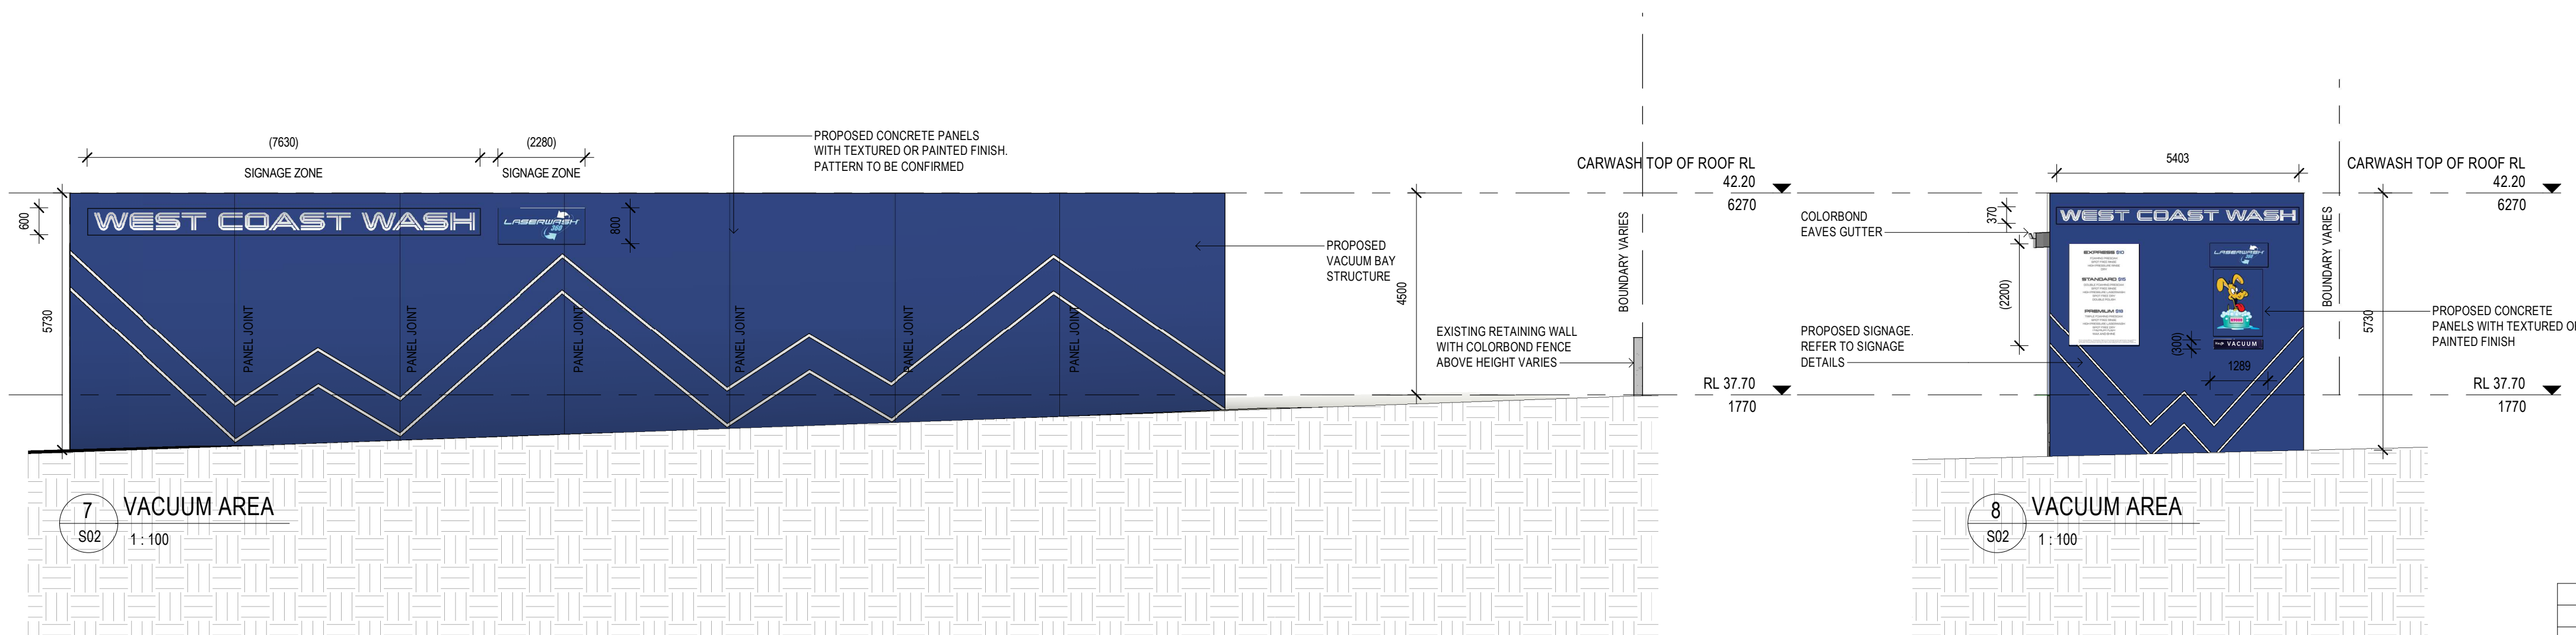 (7630)
SIGNAGE ZONE
(2280)
SIGNAGE ZONE
PROPOSED CONCRETE PANELS
WITH TEXTURED OR PAINTED FINISH.
PATTERN TO BE CONFIRMED
600
WEST COAST WASH
LASERWASH
360
800
5730
PANEL JOINT
PANEL JOINT
PANEL JOINT
PANEL JOINT
PANEL JOINT
PANEL JOINT
PROPOSED
VACUUM BAY
STRUCTURE
4500
EXISTING RETAINING WALL
WITH COLORBOND FENCE
ABOVE HEIGHT VARIES
BOUNDARY VARIES
CARWASH TOP OF ROOF RL
42.20
6270
RL 37.70
1770
7
S02
VACUUM AREA
1 : 100
5403
COLORBOND
EAVES GUTTER
370
(2200)
PROPOSED SIGNAGE.
REFER TO SIGNAGE
DETAILS
WEST COAST WASH
EXPRESS
STANDARD
PREMIUM
LASERWASH
360
VACUUM
(300)
1289
BOUNDARY VARIES
5730
CARWASH TOP OF ROOF RL
42.20
6270
PROPOSED CONCRETE
PANELS WITH TEXTURED
PAINTED FINISH
RL 37.70
1770
8
S02
VACUUM AREA
1 : 100